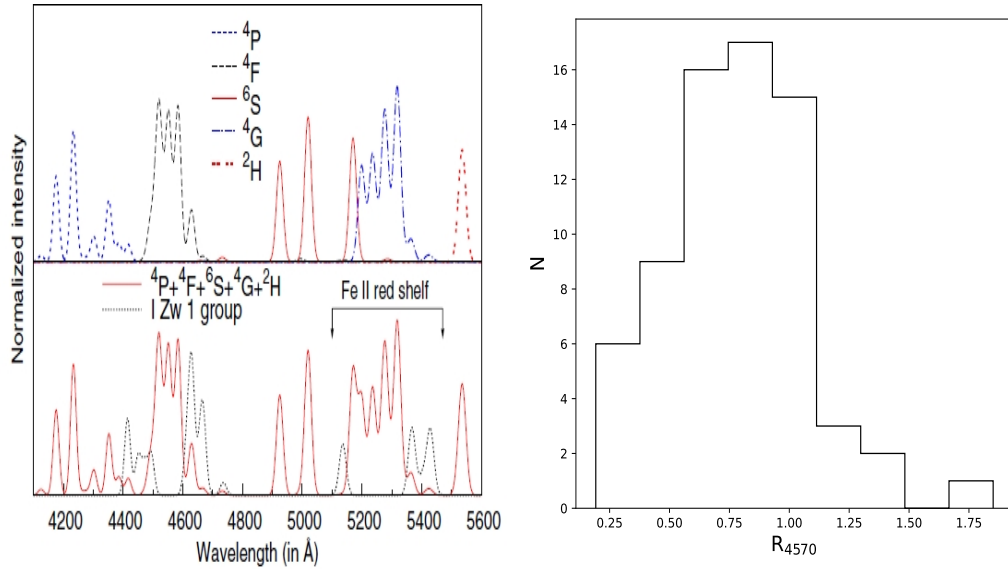 Normalized intensity
⁴P
⁴F
⁶S
⁴G
²H
⁴P+⁴F+⁶S+⁴G+²H
I Zw 1 group
Fe II red shelf
4200 4400 4600 4800 5000 5200 5400 5600
Wavelength (in Å)
N
16
14
12
10
8
6
4
2
0
0.25 0.50 0.75 1.00 1.25 1.50 1.75
R₄₅₇₀